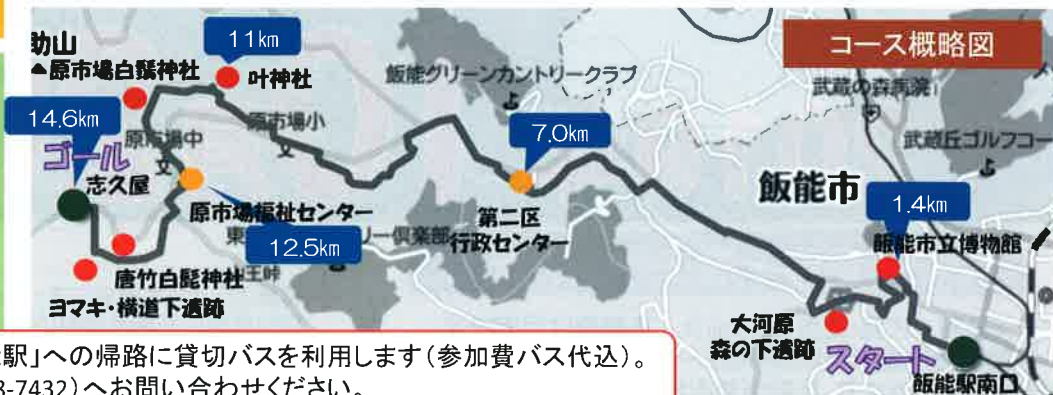 コース概略図
助山
▲原市場白鬚神社
11km
叶神社
飯能グリーンカントリークラブ
武蔵の森病院
14.6km
ゴール
志久屋
原市場中
原市場小
7.0km
武蔵丘ゴルフコー
飯能市
1.4km
原市場福祉センター
12.5km
第二区
行政センター
飯能市立博物館
唐竹白髭神社
王峠
ヨマキ・横道下遺跡
大河原
森の下遺跡
スタート
飯能駅南口
駅」への帰路に貸切バスを利用します(参加費バス代込)。
3-7432)へお問い合わせください。